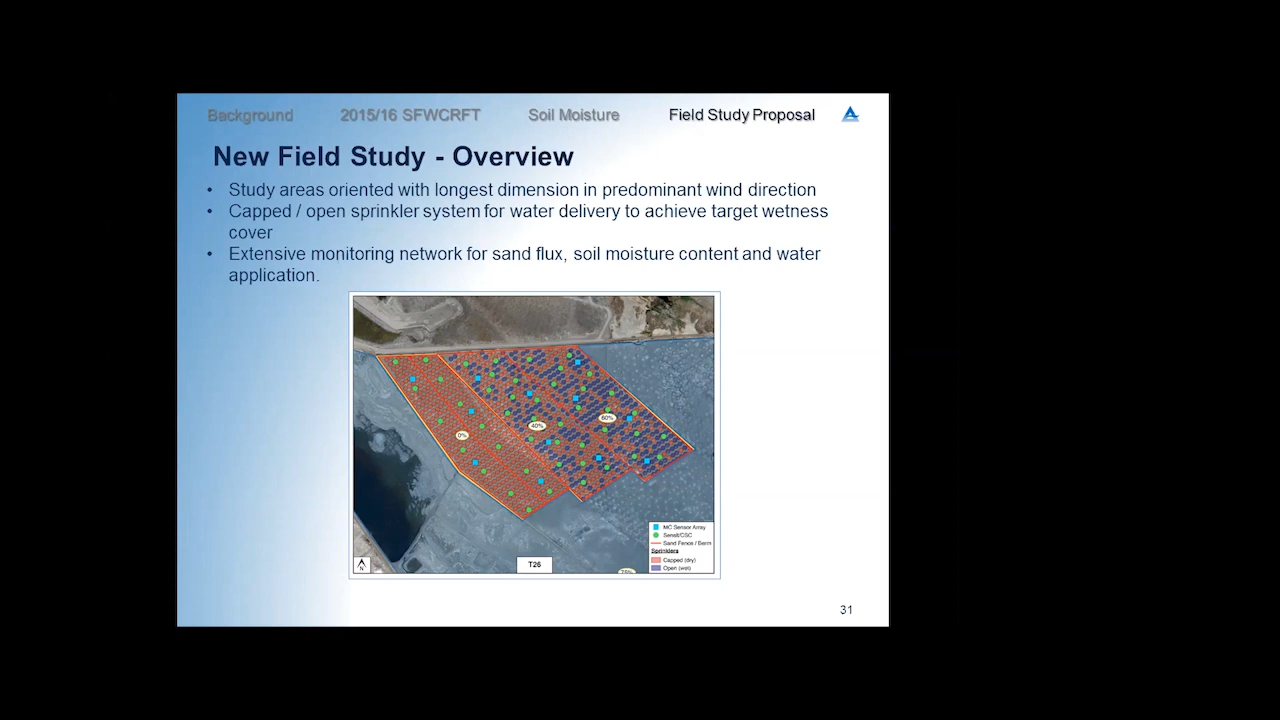 Background 2015/16 SFWCRFT Soil Moisture Field Study Proposal
New Field Study - Overview
• Study areas oriented with longest dimension in predominant wind direction
• Capped / open sprinkler system for water delivery to achieve target wetness
cover
• Extensive monitoring network for sand flux, soil moisture content and water
application.
0%
40%
60%
MC Sensor Array
Sensit/CSC
Sand Fence / Berm
Sprinklers
Capped (dry)
Open (wet)
N
T26
31